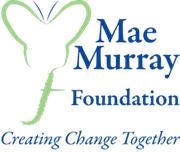 Mae
Murray
Foundation
Creating Change Together